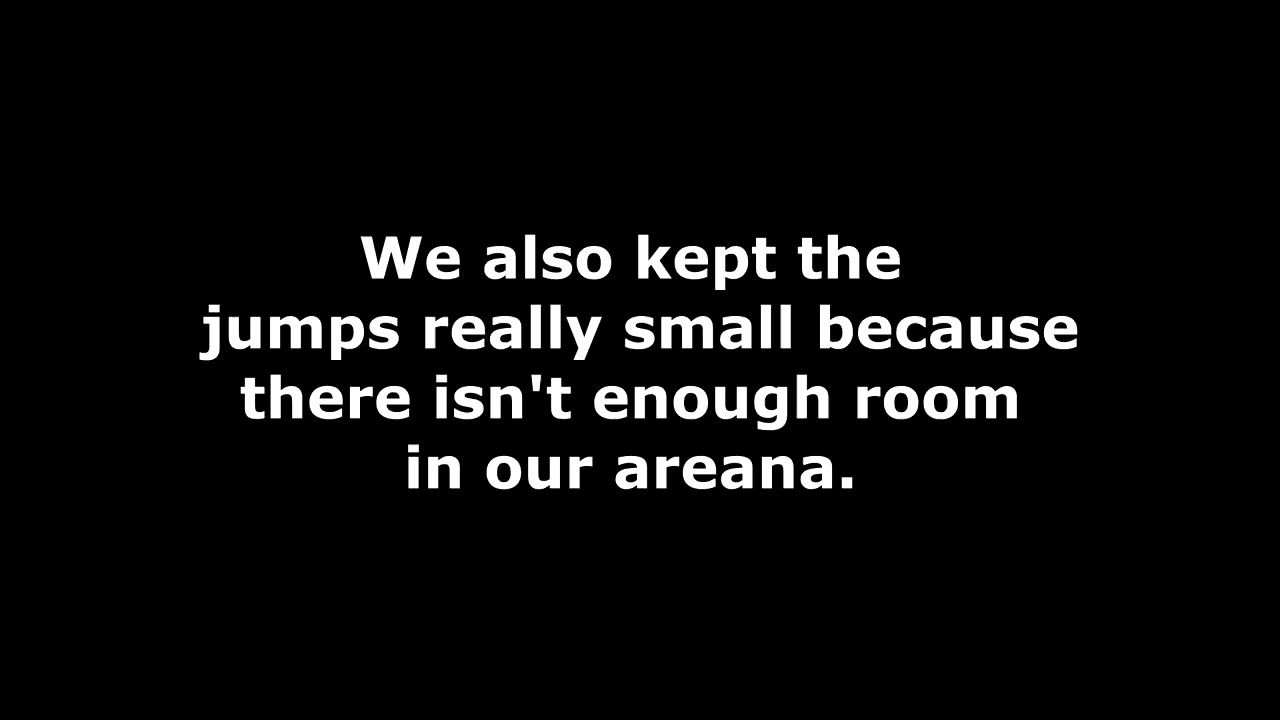 We also kept the
jumps really small because
there isn't enough room
in our areana.